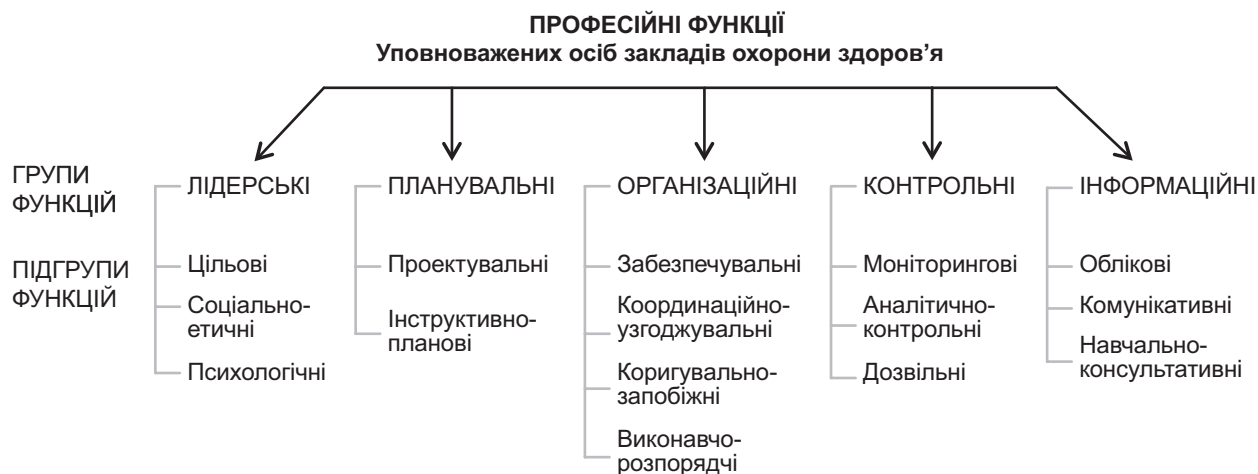 ПРОФЕСІЙНІ ФУНКЦІЇ
Уповноважених осіб закладів охорони здоров’я
ГРУПИ
ФУНКЦІЙ
ЛІДЕРСЬКІ
ПЛАНУВАЛЬНІ
ОРГАНІЗАЦІЙНІ
КОНТРОЛЬНІ
ІНФОРМАЦІЙНІ
ПІДГРУПИ
ФУНКЦІЙ
Цільові
Соціально-
етичні
Психологічні
Проектувальні
Інструктивно-
планові
Забезпечувальні
Координаційно-
узгоджувальні
Коригувально-
запобіжні
Виконавчо-
розпорядчі
Моніторингові
Аналітично-
контрольні
Дозвільні
Облікові
Комунікативні
Навчально-
консультативні